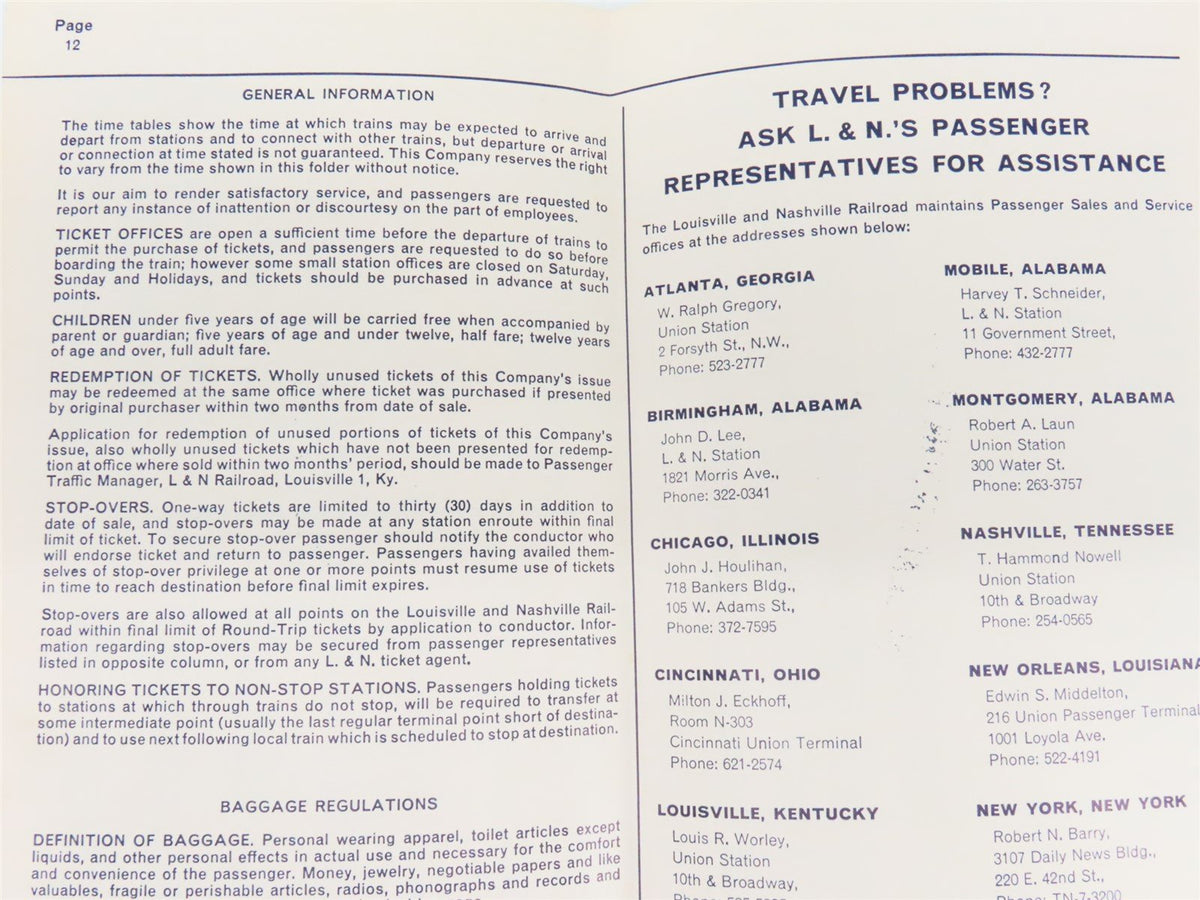 Page
12
GENERAL INFORMATION
The time tables show the time at which trains may be expected to arrive and
depart from stations and to connect with other trains, but departure or arrival
or connection at time stated is not guaranteed. This Company reserves the right
to vary from the time shown in this folder without notice.
It is our aim to render satisfactory service, and passengers are requested to
report any instance of inattention or discourtesy on the part of employees.
TICKET OFFICES are open a sufficient time before the departure of trains to
permit the purchase of tickets, and passengers are requested to do so before
boarding the train; however some small station offices are closed on Saturday,
Sunday and Holidays, and tickets should be purchased in advance at such
points.
CHILDREN under five years of age will be carried free when accompanied by
parent or guardian; five years of age and under twelve, half fare; twelve years
of age and over, full adult fare.
REDEMPTION OF TICKETS. Wholly unused tickets of this Company's issue
may be redeemed at the same office where ticket was purchased if presented
by original purchaser within two months from date of sale.
Application for redemption of unused portions of tickets of this Company's
issue, also wholly unused tickets which have not been presented for redemp-
tion at office where sold within two months' period, should be made to Passenger
Traffic Manager, L & N Railroad, Louisville 1, Ky.
STOP-OVERS. One-way tickets are limited to thirty (30) days in addition to
date of sale, and stop-overs may be made at any station enroute within final
limit of ticket. To secure stop-over passenger should notify the conductor who
will endorse ticket and return to passenger. Passengers having availed them-
selves of stop-over privilege at one or more points must resume use of tickets
in time to reach destination before final limit expires.
Stop-overs are also allowed at all points on the Louisville and Nashville Rail-
road within final limit of Round-Trip tickets by application to conductor. Infor-
mation regarding stop-overs may be secured from passenger representatives
listed in opposite column, or from any L. & N. ticket agent.
HONORING TICKETS TO NON-STOP STATIONS. Passengers holding tickets
to stations at which through trains do not stop, will be required to transfer at
some intermediate point (usually the last regular terminal point short of destina-
tion) and to use next following local train which is scheduled to stop at destination.
BAGGAGE REGULATIONS
DEFINITION OF BAGGAGE. Personal wearing apparel, toilet articles except
liquids, and other personal effects in actual use and necessary for the comfort
and convenience of the passenger. Money, jewelry, negotiable papers and like
valuables, fragile or perishable articles, radios, phonographs and records and
TRAVEL PROBLEMS?
ASK L. & N.'S PASSENGER
REPRESENTATIVES FOR ASSISTANCE
The Louisville and Nashville Railroad maintains Passenger Sales and Service
offices at the addresses shown below:
ATLANTA, GEORGIA
W. Ralph Gregory,
Union Station
2 Forsyth St., N.W.,
Phone: 523-2777
BIRMINGHAM, ALABAMA
John D. Lee,
L. & N. Station
1821 Morris Ave.,
Phone: 322-0341
CHICAGO, ILLINOIS
John J. Houlihan,
718 Bankers Bldg.,
105 W. Adams St.,
Phone: 372-7595
CINCINNATI, OHIO
Milton J. Eckhoff,
Room N-303
Cincinnati Union Terminal
Phone: 621-2574
LOUISVILLE, KENTUCKY
Louis R. Worley,
Union Station
10th & Broadway,
MOBILE, ALABAMA
Harvey T. Schneider,
L. & N. Station
11 Government Street,
Phone: 432-2777
MONTGOMERY, ALABAMA
Robert A. Laun
Union Station
300 Water St.
Phone: 263-3757
NASHVILLE, TENNESSEE
T. Hammond Nowell
Union Station
10th & Broadway
Phone: 254-0565
NEW ORLEANS, LOUISIANA
Edwin S. Middelton,
216 Union Passenger Terminal
1001 Loyola Ave.
Phone: 522-4191
NEW YORK, NEW YORK
Robert N. Barry,
3107 Daily News Bldg.,
220 E. 42nd St.,
Phone: TN-7-3200